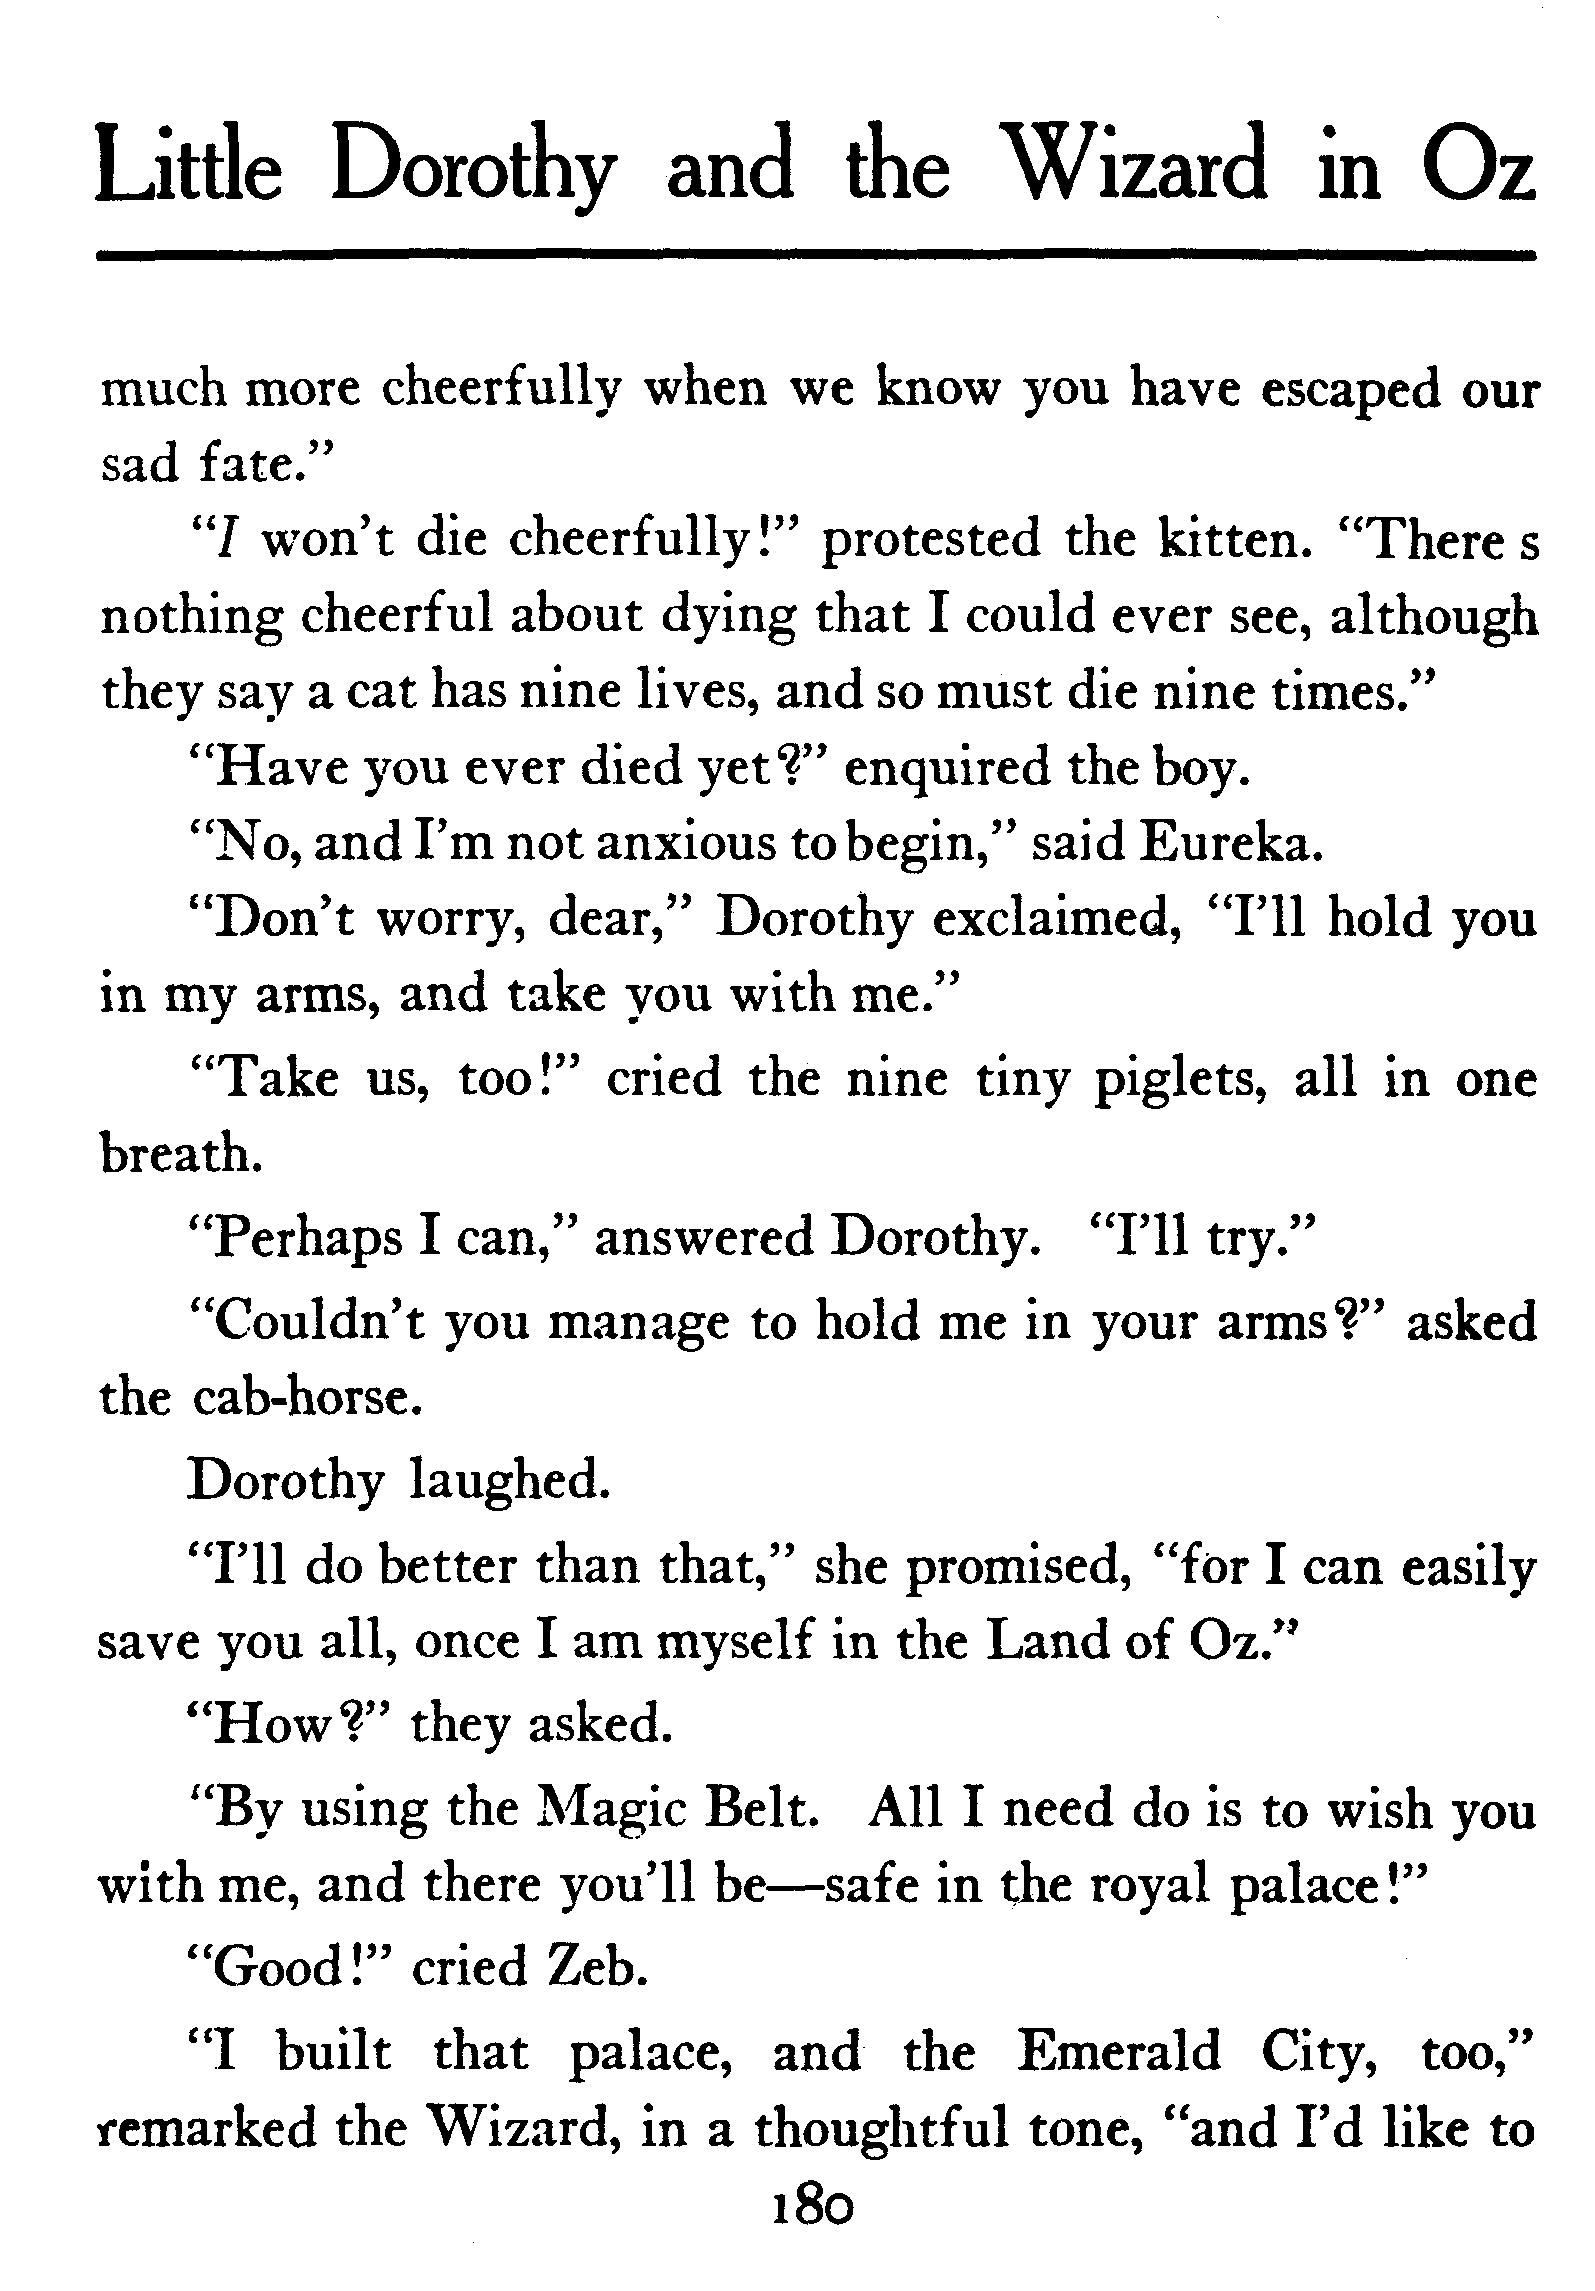 Little Dorothy and the Wizard in Oz
much more cheerfully when we know you have escaped our
sad fate.”
“I won’t die cheerfully!” protested the kitten. “There s
nothing cheerful about dying that I could ever see, although
they say a cat has nine lives, and so must die nine times.”
“Have you ever died yet?” enquired the boy.
“No, and I’m not anxious to begin,” said Eureka.
“Don’t worry, dear,” Dorothy exclaimed, “I’ll hold you
in my arms, and take you with me.”
“Take us, too!” cried the nine tiny piglets, all in one
breath.
“Perhaps I can,” answered Dorothy. “I’ll try.”
“Couldn’t you manage to hold me in your arms?” asked
the cab-horse.
Dorothy laughed.
“I’ll do better than that,” she promised, “for I can easily
save you all, once I am myself in the Land of Oz.”
“How?” they asked.
“By using the Magic Belt. All I need do is to wish you
with me, and there you’ll be—safe in the royal palace!”
“Good!” cried Zeb.
“I built that palace, and the Emerald City, too,”
remarked the Wizard, in a thoughtful tone, “and I’d like to
180